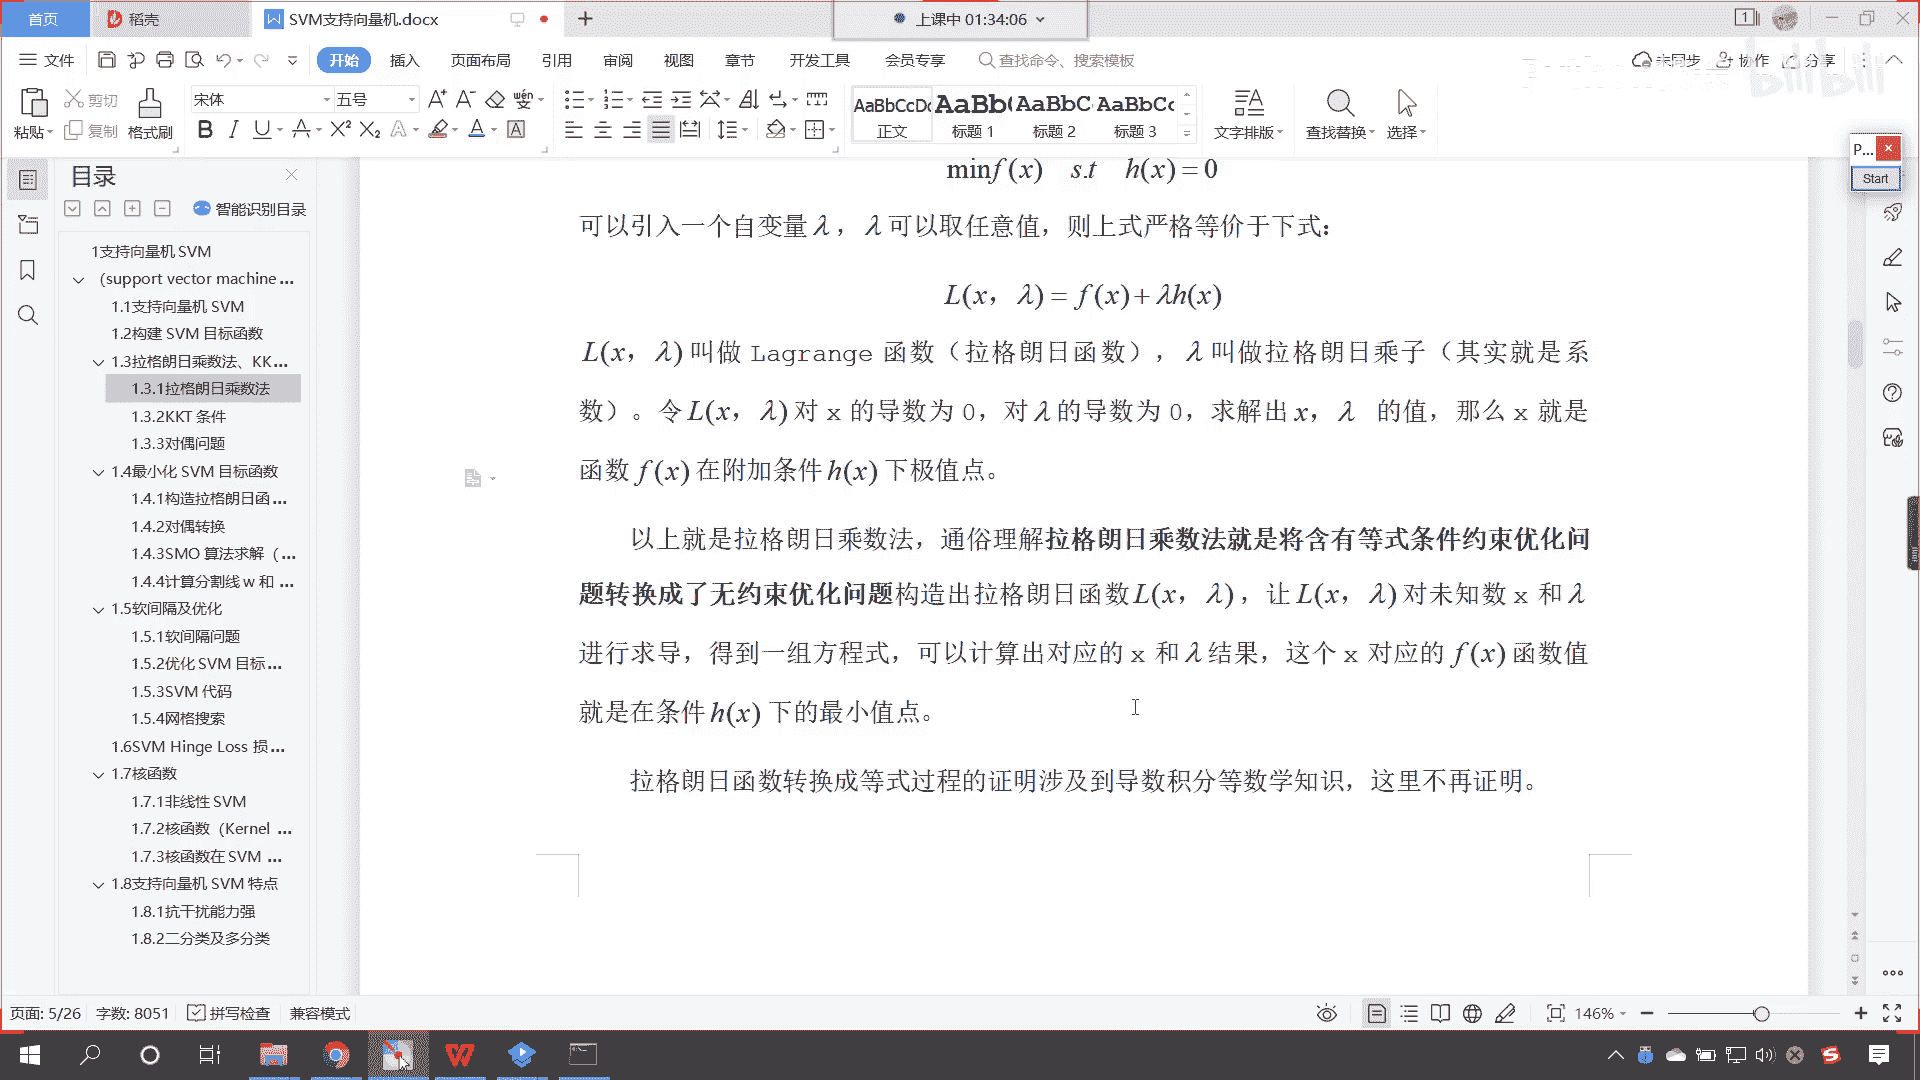 首页 稻壳 SVM支持向量机.docx 上课中 01:34:06
文件 开始 插入 页面布局 引用 审阅 视图 章节 开发工具 会员专享 查找命令、搜索模板 未同步 协作 分享
粘贴 剪切 复制 格式刷 宋体 五号
AaBbCcDd 正文 AaBb( 标题 1 AaBbC 标题 2 AaBbCc 标题 3 文字排版 查找替换 选择
P...
Start
目录
智能识别目录
1支持向量机 SVM
(support vector machine ...
1.1支持向量机 SVM
1.2构建 SVM 目标函数
1.3拉格朗日乘数法、KK...
1.3.1拉格朗日乘数法
1.3.2KKT 条件
1.3.3对偶问题
1.4最小化 SVM 目标函数
1.4.1构造拉格朗日函 ...
1.4.2对偶转换
1.4.3SMO 算法求解（ ...
1.4.4计算分割线 w 和 ...
1.5软间隔及优化
1.5.1软间隔问题
1.5.2优化 SVM 目标...
1.5.3SVM 代码
1.5.4网格搜索
1.6SVM Hinge Loss 损...
1.7核函数
1.7.1非线性 SVM
1.7.2核函数（Kernel ...
1.7.3核函数在 SVM ...
1.8支持向量机 SVM 特点
1.8.1抗干扰能力强
1.8.2二分类及多分类
minf (x) s.t h(x) = 0
可以引入一个自变量λ，λ可以取任意值，则上式严格等价于下式：
L(x，λ) = f (x) + λh(x)
L(x，λ)叫做 Lagrange 函数（拉格朗日函数），λ叫做拉格朗日乘子（其实就是系
数）。令L(x，λ)对 x 的导数为 0，对λ的导数为 0，求解出x，λ 的值，那么 x 就是
函数 f (x)在附加条件h(x)下极值点。
以上就是拉格朗日乘数法，通俗理解拉格朗日乘数法就是将含有等式条件约束优化问
题转换成了无约束优化问题构造出拉格朗日函数L(x，λ)，让L(x，λ)对未知数 x 和λ
进行求导，得到一组方程式，可以计算出对应的 x 和λ结果，这个 x 对应的 f (x)函数值
就是在条件h(x)下的最小值点。
拉格朗日函数转换成等式过程的证明涉及到导数积分等数学知识，这里不再证明。
页面: 5/26 字数: 8051 拼写检查 兼容模式 146%